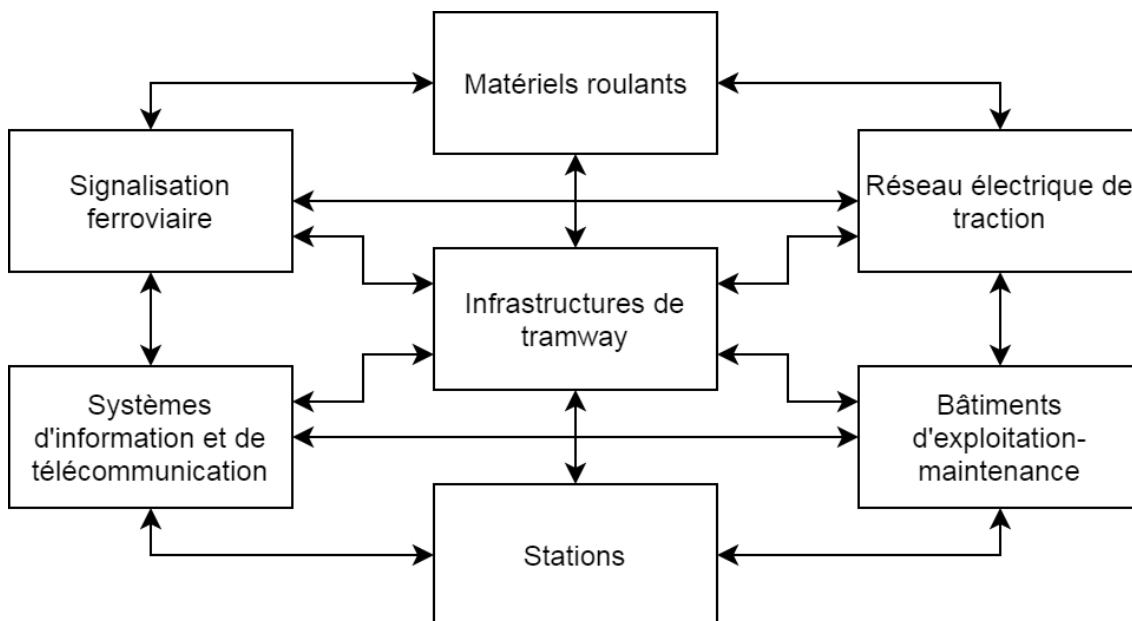 Matériels roulants
Signalisation
ferroviaire
Réseau électrique de
traction
Infrastructures de
tramway
Systèmes
d'information et de
télécommunication
Bâtiments
d'exploitation-
maintenance
Stations